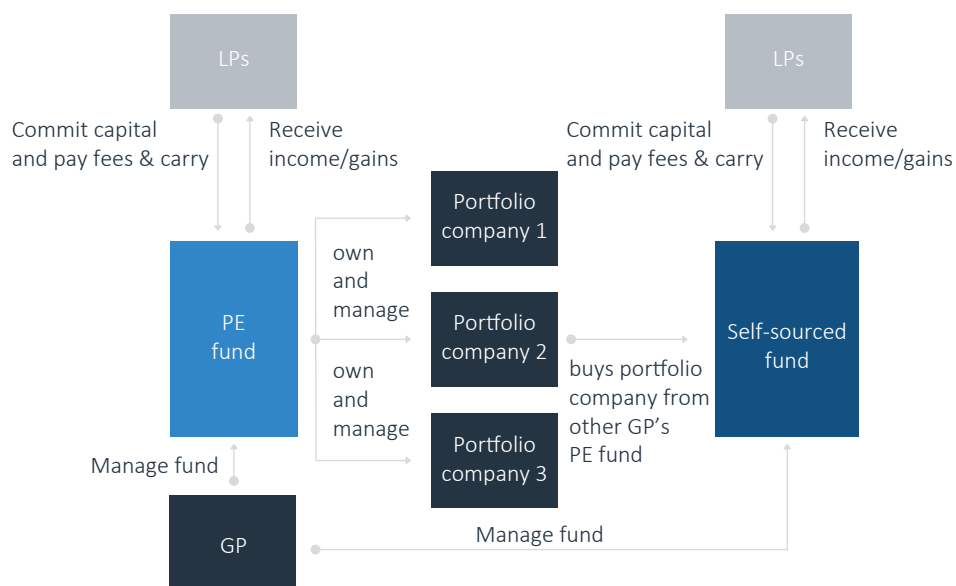 LPs
LPs
Commit capital
and pay fees & carry
Receive
income/gains
Commit capital
and pay fees & carry
Receive
income/gains
Portfolio
company 1
own
and
manage
PE
fund
Portfolio
company 2
Self-sourced
fund
own
and
manage
buys portfolio
company from
other GP’s
PE fund
Portfolio
company 3
Manage fund
GP
Manage fund